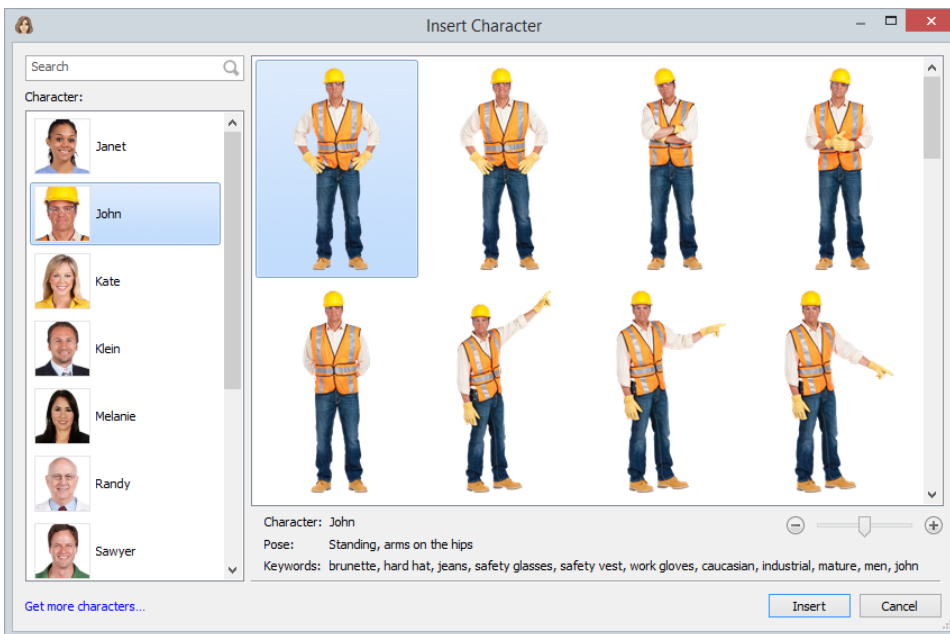 Insert Character
Search
Character:
Janet
John
Kate
Klein
Melanie
Randy
Sawyer
Character: John
Pose: Standing, arms on the hips
Keywords: brunette, hard hat, jeans, safety glasses, safety vest, work gloves, caucasian, industrial, mature, men, john
Get more characters...
Insert Cancel